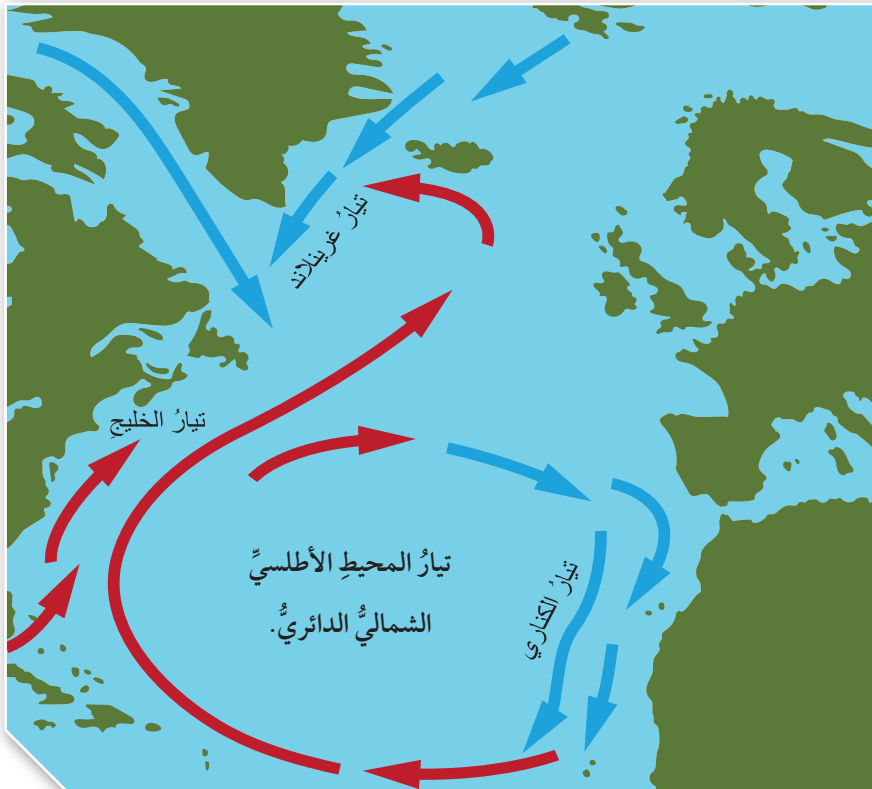 تيارُ غرينلاند
تيارُ الخليجِ
تيارُ المحيطِ الأطلسيِّ
الشماليُّ الدائريُّ.
تيارُ الكناري